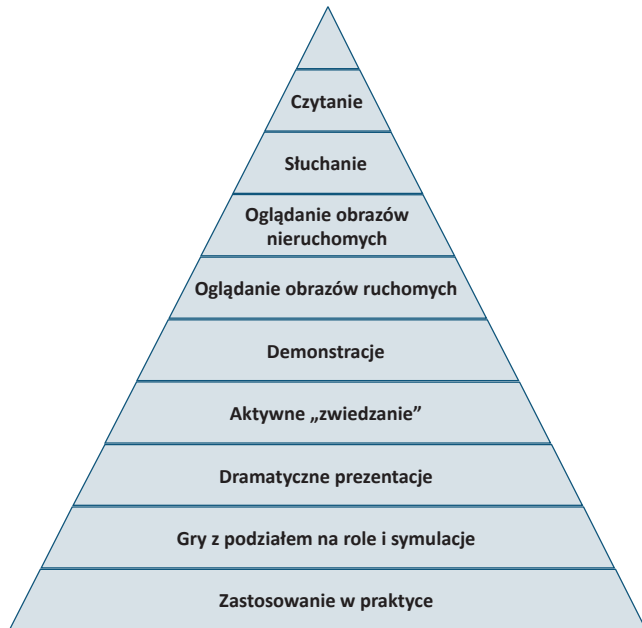 Czytanie
Słuchanie
Oglądanie obrazów
nieruchomych
Oglądanie obrazów ruchomych
Demonstracje
Aktywne „zwiedzanie”
Dramatyczne prezentacje
Gry z podziałem na role i symulacje
Zastosowanie w praktyce